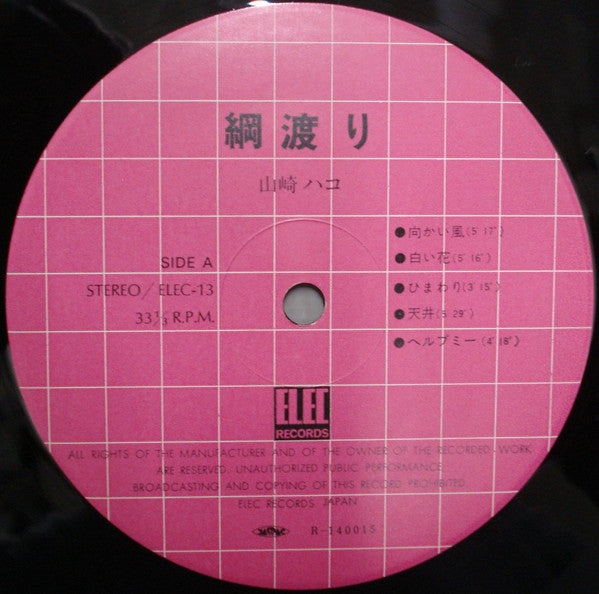 綱渡り
山崎ハコ
SIDE A
STEREO/ELEC-13
33⅓ R.P.M.
●向かい風(5'17")
●白い花(5'16")
●ひまわり(3'15")
●天井(5'29")
●ヘルプミー(4'18")
ELEC
RECORDS
ALL RIGHTS OF THE MANUFACTURER AND OF THE OWNER OF THE RECORDED WORK
ARE RESERVED. UNAUTHORIZED PUBLIC PERFORMANCE
BROADCASTING AND COPYING OF THIS RECORD PROHIBITED.
ELEC RECORDS JAPAN
R-140015